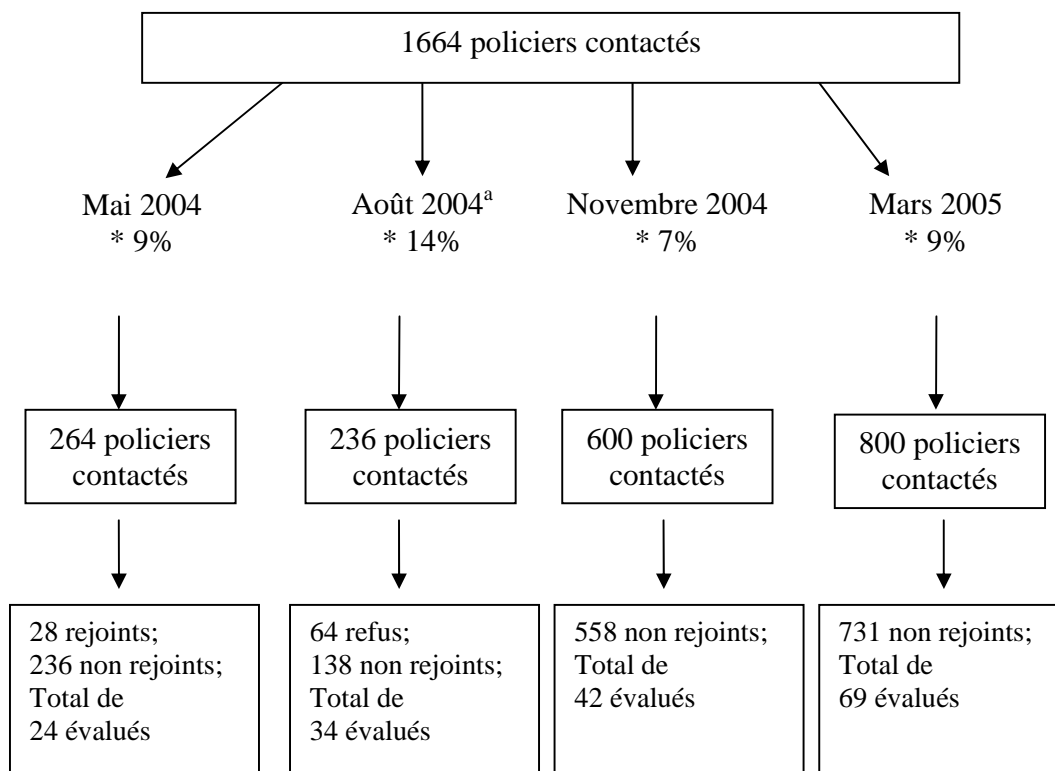 1664 policiers contactés
Mai 2004
* 9%
Août 2004ᵃ
* 14%
Novembre 2004
* 7%
Mars 2005
* 9%
264 policiers
contactés
236 policiers
contactés
600 policiers
contactés
800 policiers
contactés
28 rejoints;
236 non rejoints;
Total de
24 évalués
64 refus;
138 non rejoints;
Total de
34 évalués
558 non rejoints;
Total de
42 évalués
731 non rejoints;
Total de
69 évalués